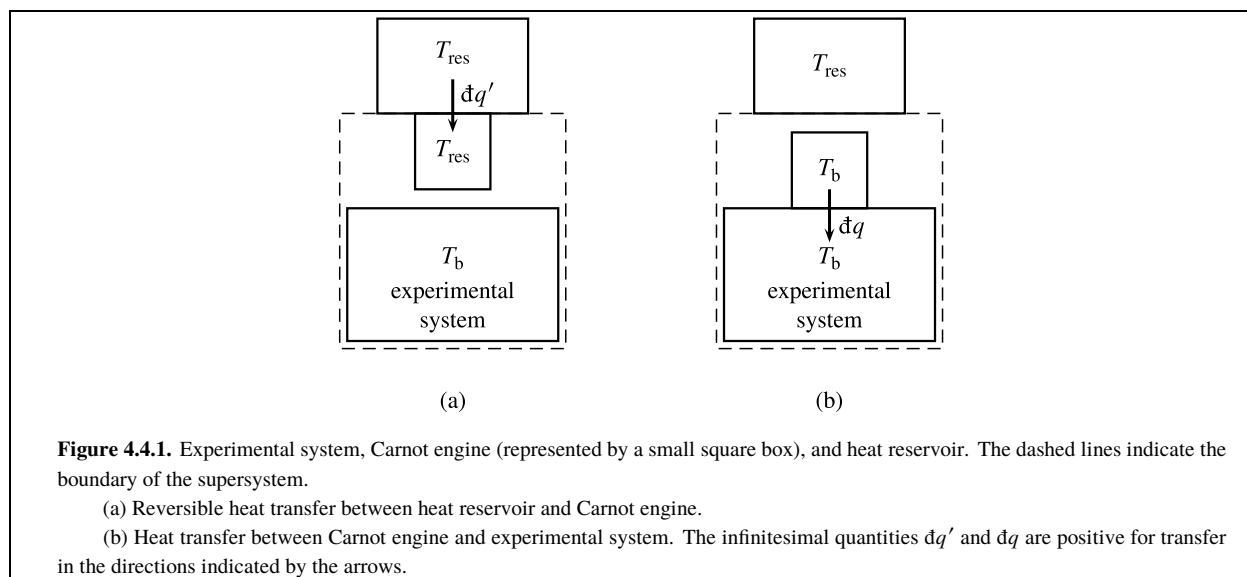 T_res
đq′
T_res
T_b
experimental
system
(a)
T_res
T_b
đq
T_b
experimental
system
(b)
Figure 4.4.1. Experimental system, Carnot engine (represented by a small square box), and heat reservoir. The dashed lines indicate the
boundary of the supersystem.
(a) Reversible heat transfer between heat reservoir and Carnot engine.
(b) Heat transfer between Carnot engine and experimental system. The infinitesimal quantities đq′ and đq are positive for transfer
in the directions indicated by the arrows.